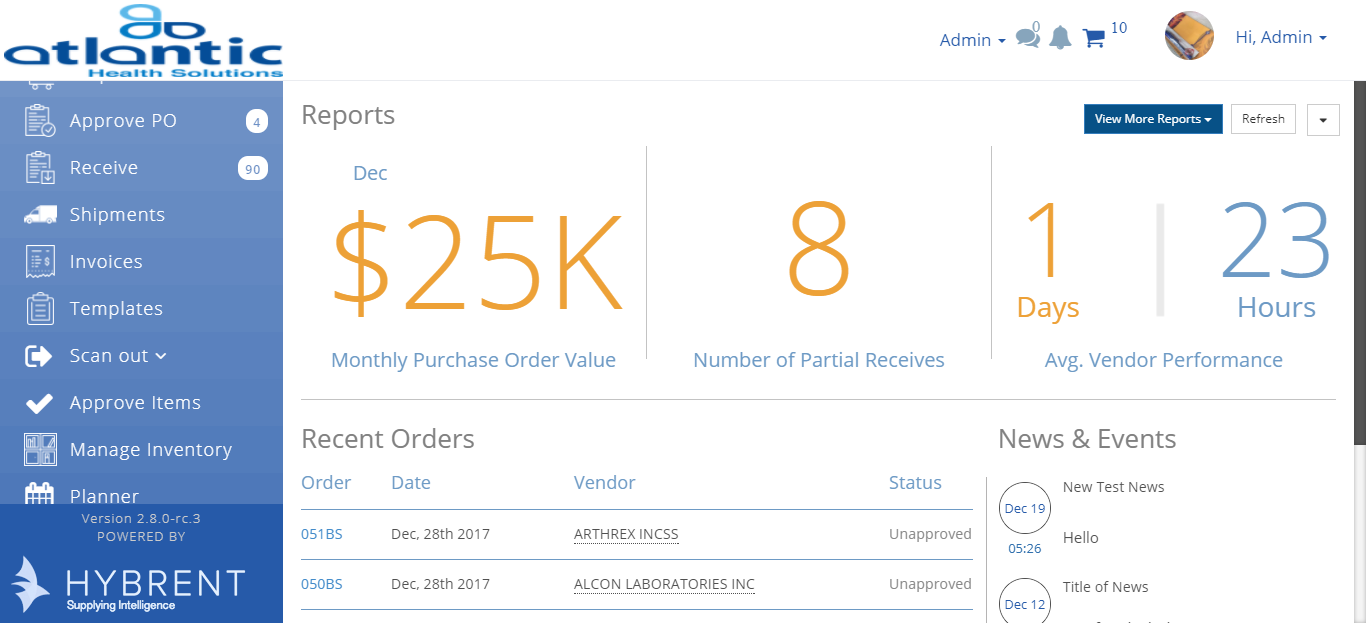 atlantic
Health Solutions
Admin
0
10
Hi, Admin
Approve PO 4
Receive 90
Shipments
Invoices
Templates
Scan out
Approve Items
Manage Inventory
Planner
Version 2.8.0-rc.3
POWERED BY
HYBRENT
Supplying Intelligence
Reports
View More Reports
Refresh
Dec
$25K
Monthly Purchase Order Value
8
Number of Partial Receives
1 23
Days Hours
Avg. Vendor Performance
Recent Orders
Order Date Vendor Status
051BS Dec, 28th 2017 ARTHREX INCSS Unapproved
050BS Dec, 28th 2017 ALCON LABORATORIES INC Unapproved
News & Events
Dec 19
05:26
New Test News
Hello
Dec 12
Title of News